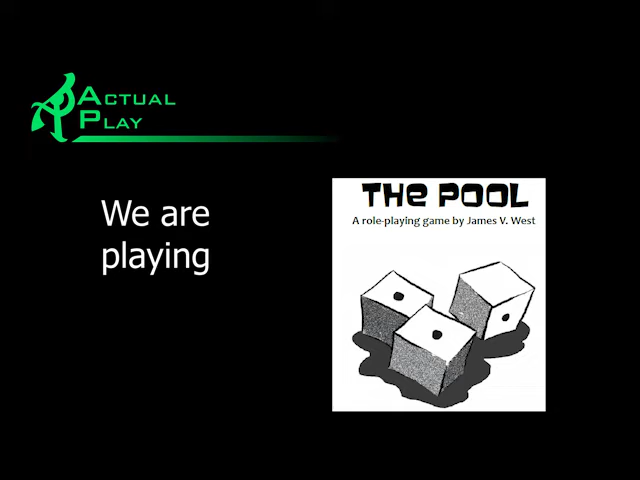 Actual
Play
We are
playing
THe POOL
A role-playing game by James V. West